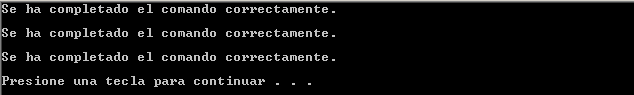 Se ha completado el comando correctamente.
Se ha completado el comando correctamente.
Se ha completado el comando correctamente.
Presione una tecla para continuar . . .